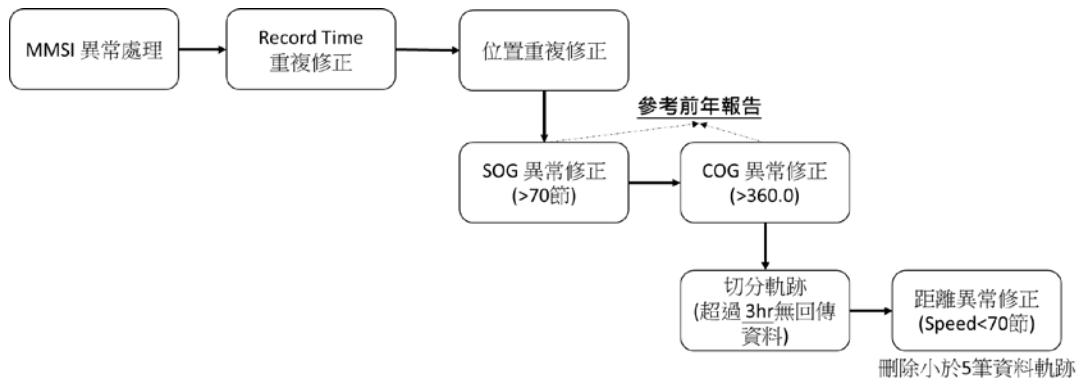 MMSI 異常處理
Record Time
重複修正
位置重複修正
參考前年報告
SOG 異常修正
(>70節)
COG 異常修正
(>360.0)
切分軌跡
(超過 3hr無回傳
資料)
距離異常修正
(Speed<70節)
刪除小於5筆資料軌跡